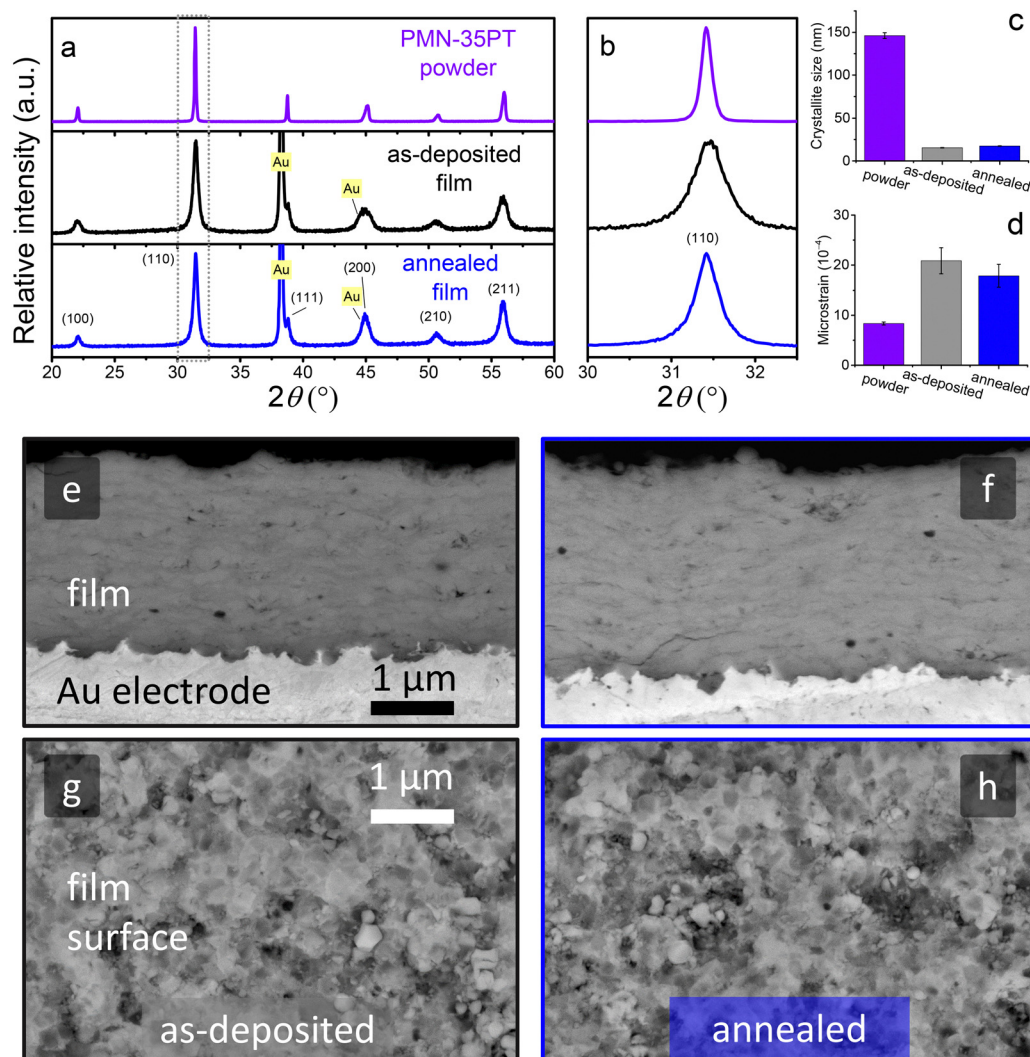 Relative intensity (a.u.)
a
PMN-35PT
powder
as-deposited
film
Au
Au
annealed
film
Au
Au
(100)
(110)
(111)
(200)
(210)
(211)
20 25 30 35 40 45 50 55 60
2θ (°)
b
(110)
30 31 32
2θ (°)
c
Crystallite size (nm)
150
100
50
0
powder
as-deposited
annealed
d
Microstrain (10⁻⁴)
30
20
10
0
powder
as-deposited
annealed
e
film
Au electrode
1 µm
f
g
1 µm
film
surface
as-deposited
h
annealed